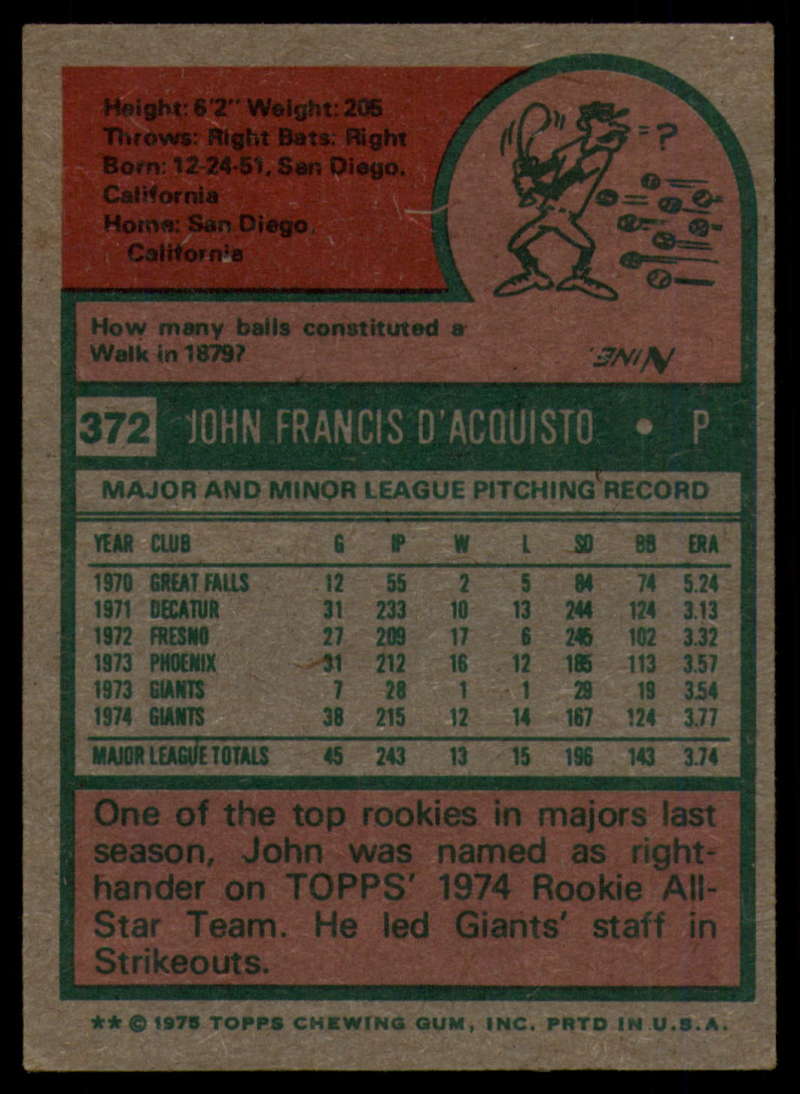 Height: 6'2" Weight: 205
Throws: Right Bats: Right
Born: 12-24-51, San Diego,
California
Home: San Diego,
California
= ?
How many balls constituted a
Walk in 1879?
NINE.
372 JOHN FRANCIS D'ACQUISTO • P
MAJOR AND MINOR LEAGUE PITCHING RECORD
YEAR CLUB G IP W L SO BB ERA
1970 GREAT FALLS 12 55 2 5 84 74 5.24
1971 DECATUR 31 233 10 13 244 124 3.13
1972 FRESNO 27 209 17 6 245 102 3.32
1973 PHOENIX 31 212 16 12 185 113 3.57
1973 GIANTS 7 28 1 1 29 19 3.54
1974 GIANTS 38 215 12 14 167 124 3.77
MAJOR LEAGUE TOTALS 45 243 13 15 196 143 3.74
One of the top rookies in majors last
season, John was named as right-
hander on TOPPS' 1974 Rookie All-
Star Team. He led Giants' staff in
Strikeouts.
** © 1975 TOPPS CHEWING GUM, INC. PRTD IN U.S.A.